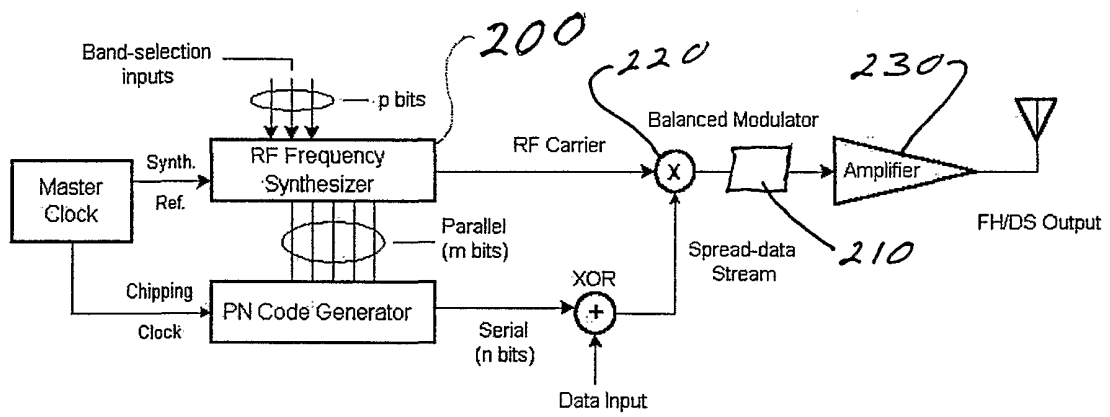 200
220
230
Band-selection
inputs
p bits
Balanced Modulator
RF Carrier
RF Frequency
Synthesizer
Synth.
Ref.
Master
Clock
X
Amplifier
FH/DS Output
Parallel
(m bits)
Spread-data
Stream
210
Chipping
Clock
PN Code Generator
XOR
+
Serial
(n bits)
Data Input